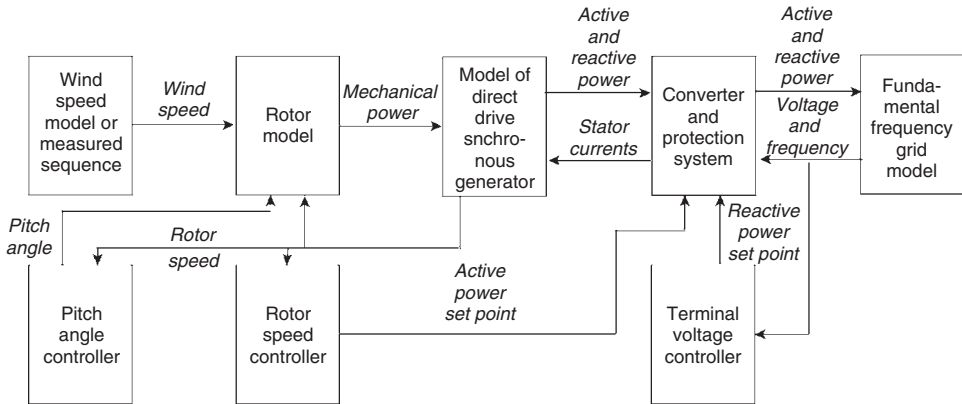 Active
and
reactive
power
Active
and
reactive
power
Wind
speed
model or
measured
sequence
Wind
speed
Rotor
model
Mechanical
power
Model of
direct
drive
snchro-
nous
generator
Stator
currents
Converter
and
protection
system
Voltage
and
frequency
Funda-
mental
frequency
grid
model
Pitch
angle
Rotor
speed
Active
power
set point
Reactive
power
set point
Pitch
angle
controller
Rotor
speed
controller
Terminal
voltage
controller